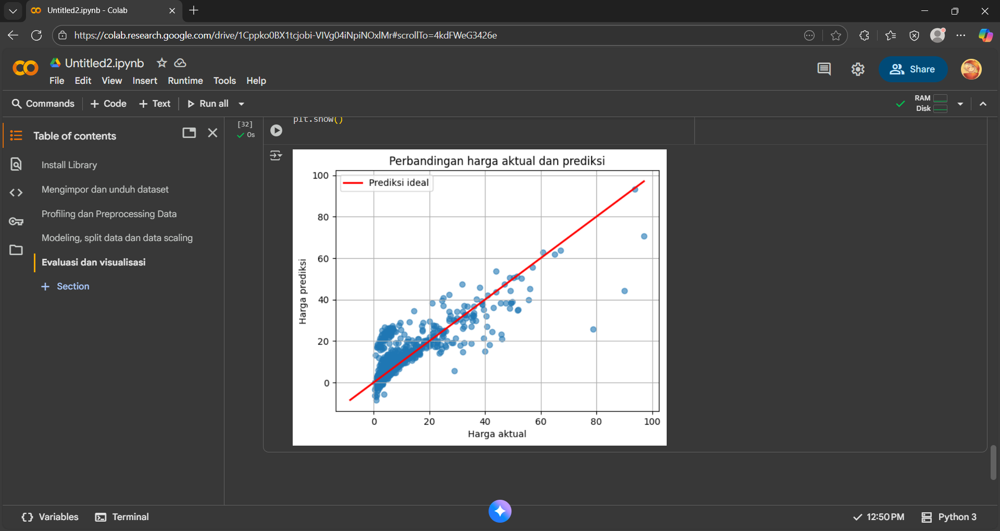 Untitled2.ipynb - Colab
https://colab.research.google.com/drive/1Cppko0BX1tcjobi-VIVg04iNpiNOxlMr#scrollTo=4kdFWeG3426e
Untitled2.ipynb
File Edit View Insert Runtime Tools Help
Share
Commands + Code + Text Run all
RAM
Disk
Table of contents
Install Library
Mengimpor dan unduh dataset
Profiling dan Preprocessing Data
Modeling, split data dan data scaling
Evaluasi dan visualisasi
+ Section
[32]
0s
plt.show()
Perbandingan harga aktual dan prediksi
Prediksi ideal
100
80
60
40
20
0
Harga prediksi
0 20 40 60 80 100
Harga aktual
Variables Terminal
12:50 PM Python 3